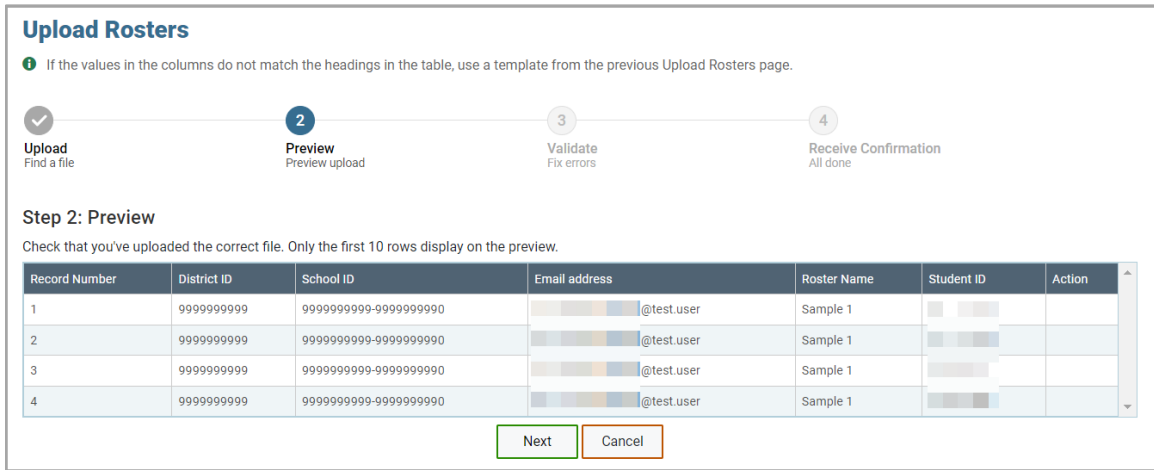 Upload Rosters
If the values in the columns do not match the headings in the table, use a template from the previous Upload Rosters page.
2 3 4
Upload Preview Validate Receive Confirmation
Find a file Preview upload Fix errors All done
Step 2: Preview
Check that you've uploaded the correct file. Only the first 10 rows display on the preview.
Record Number District ID School ID Email address Roster Name Student ID Action
1 9999999999 9999999999-9999999990 @test.user Sample 1
2 9999999999 9999999999-9999999990 @test.user Sample 1
3 9999999999 9999999999-9999999990 @test.user Sample 1
4 9999999999 9999999999-9999999990 @test.user Sample 1
Next Cancel